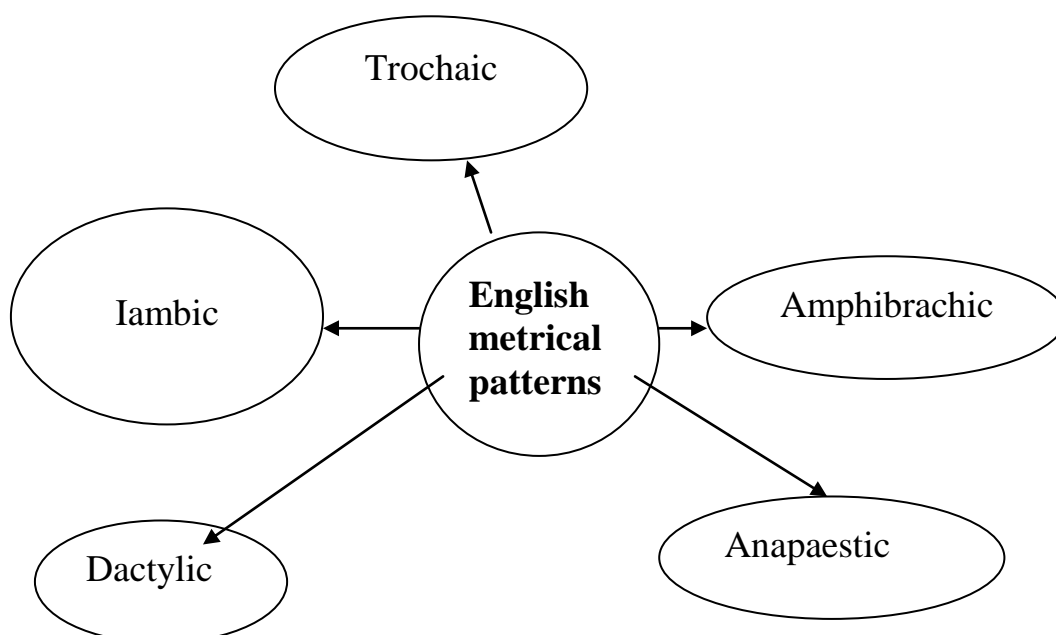 Trochaic
English
metrical
patterns
Iambic
Amphibrachic
Dactylic
Anapaestic